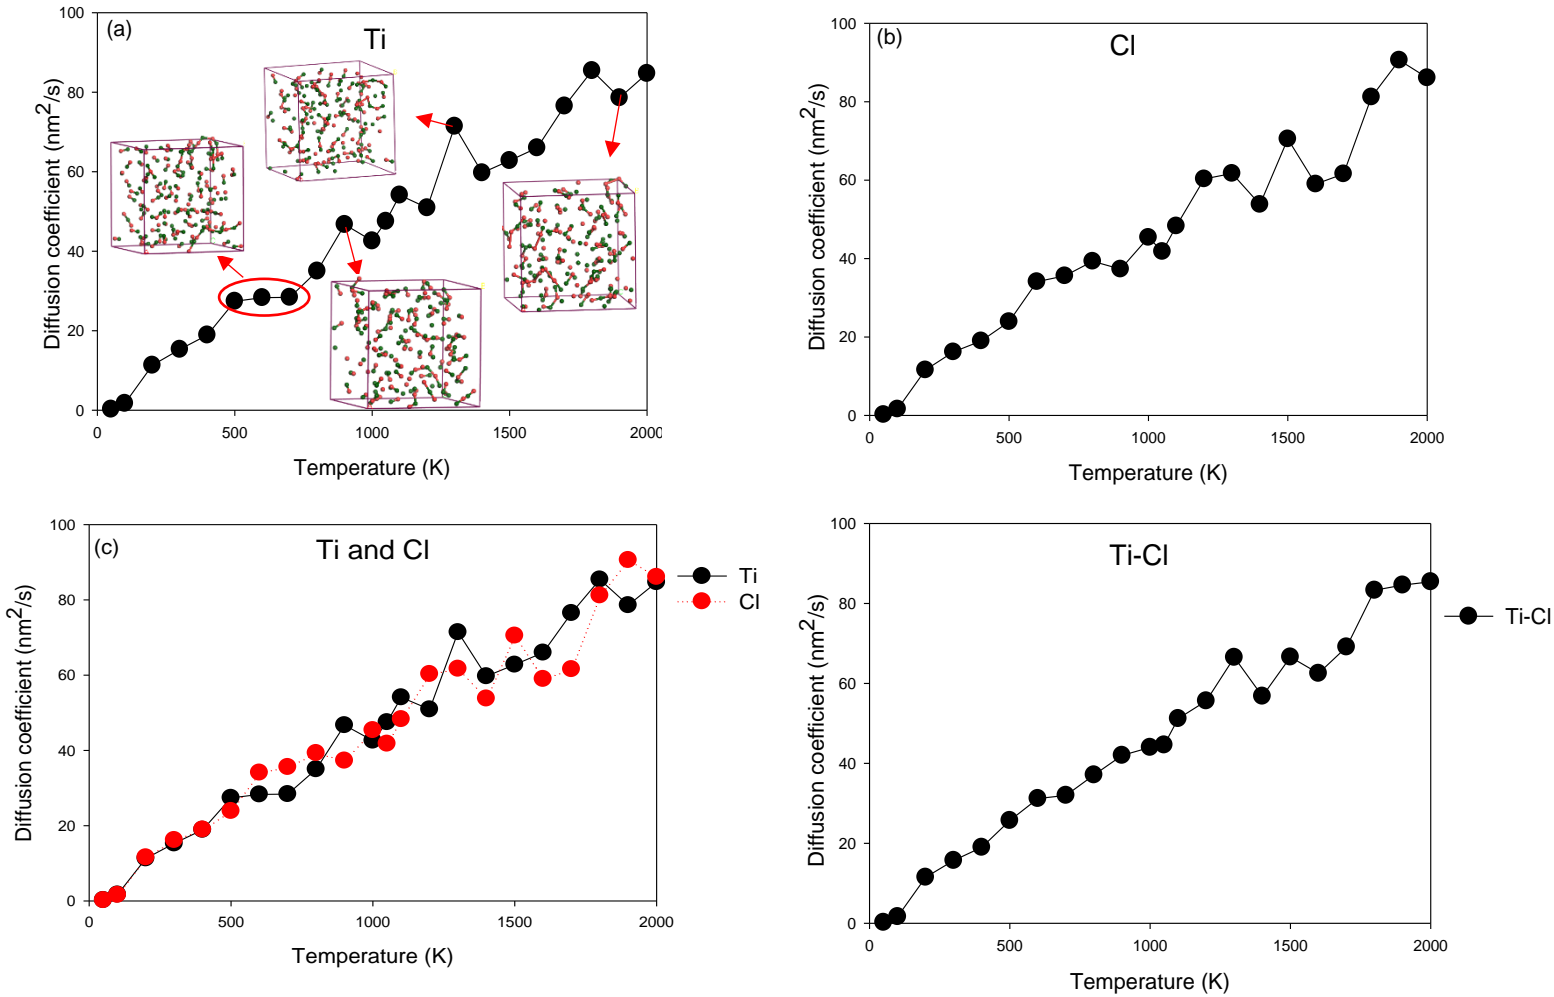 (a)
Ti
Diffusion coefficient (nm2/s)
100
80
60
40
20
0
0 500 1000 1500 2000
Temperature (K)
(b)
Cl
Diffusion coefficient (nm2/s)
100
80
60
40
20
0
0 500 1000 1500 2000
Temperature (K)
(c)
Ti and Cl
Diffusion coefficient (nm2/s)
100
80
60
40
20
0
0 500 1000 1500 2000
Temperature (K)
Ti
Cl
Ti-Cl
Diffusion coefficient (nm2/s)
100
80
60
40
20
0
0 500 1000 1500 2000
Temperature (K)
Ti-Cl